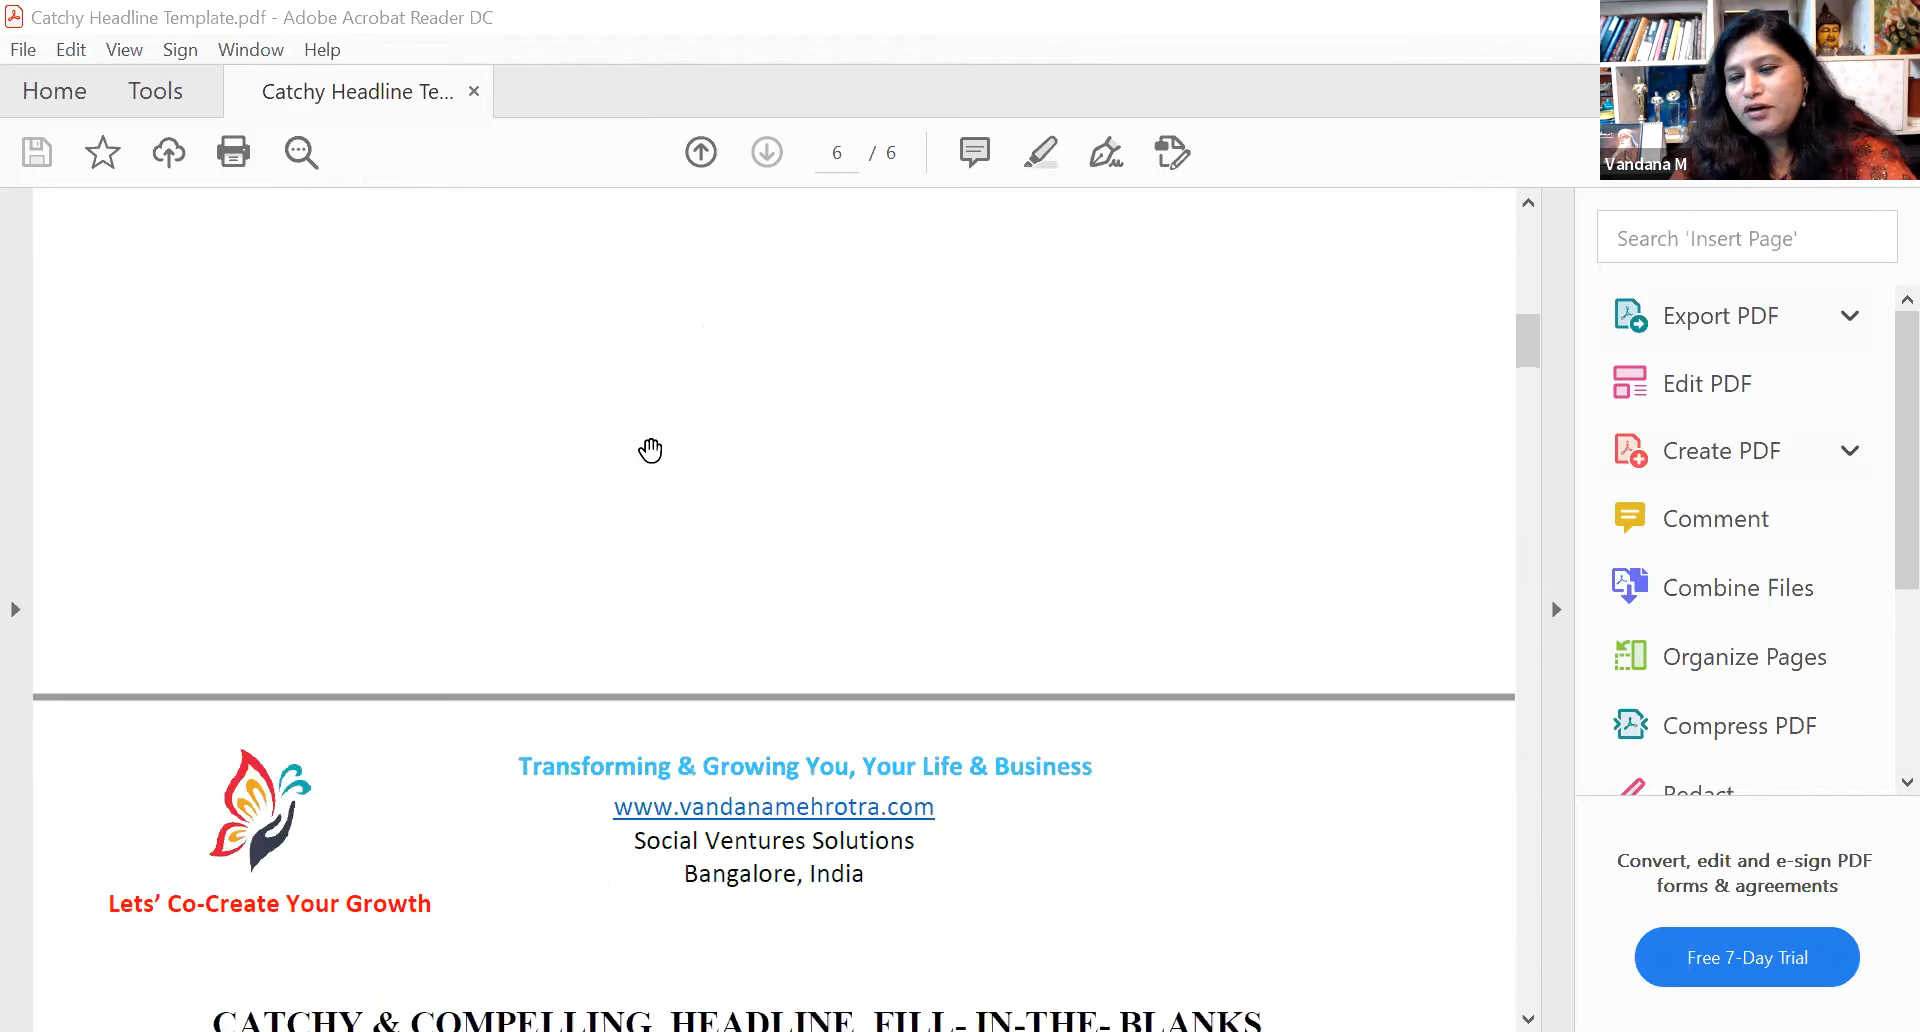 Catchy Headline Template.pdf - Adobe Acrobat Reader DC
File Edit View Sign Window Help
Home Tools Catchy Headline Te... ×
6 / 6
Vandana M
Search 'Insert Page'
Export PDF
Edit PDF
Create PDF
Comment
Combine Files
Organize Pages
Compress PDF
Redact
Convert, edit and e-sign PDF
forms & agreements
Free 7-Day Trial
Transforming & Growing You, Your Life & Business
www.vandanamehrotra.com
Social Ventures Solutions
Bangalore, India
Lets’ Co-Create Your Growth
CATCHY & COMPELLING HEADLINE FILL- IN-THE- BLANKS